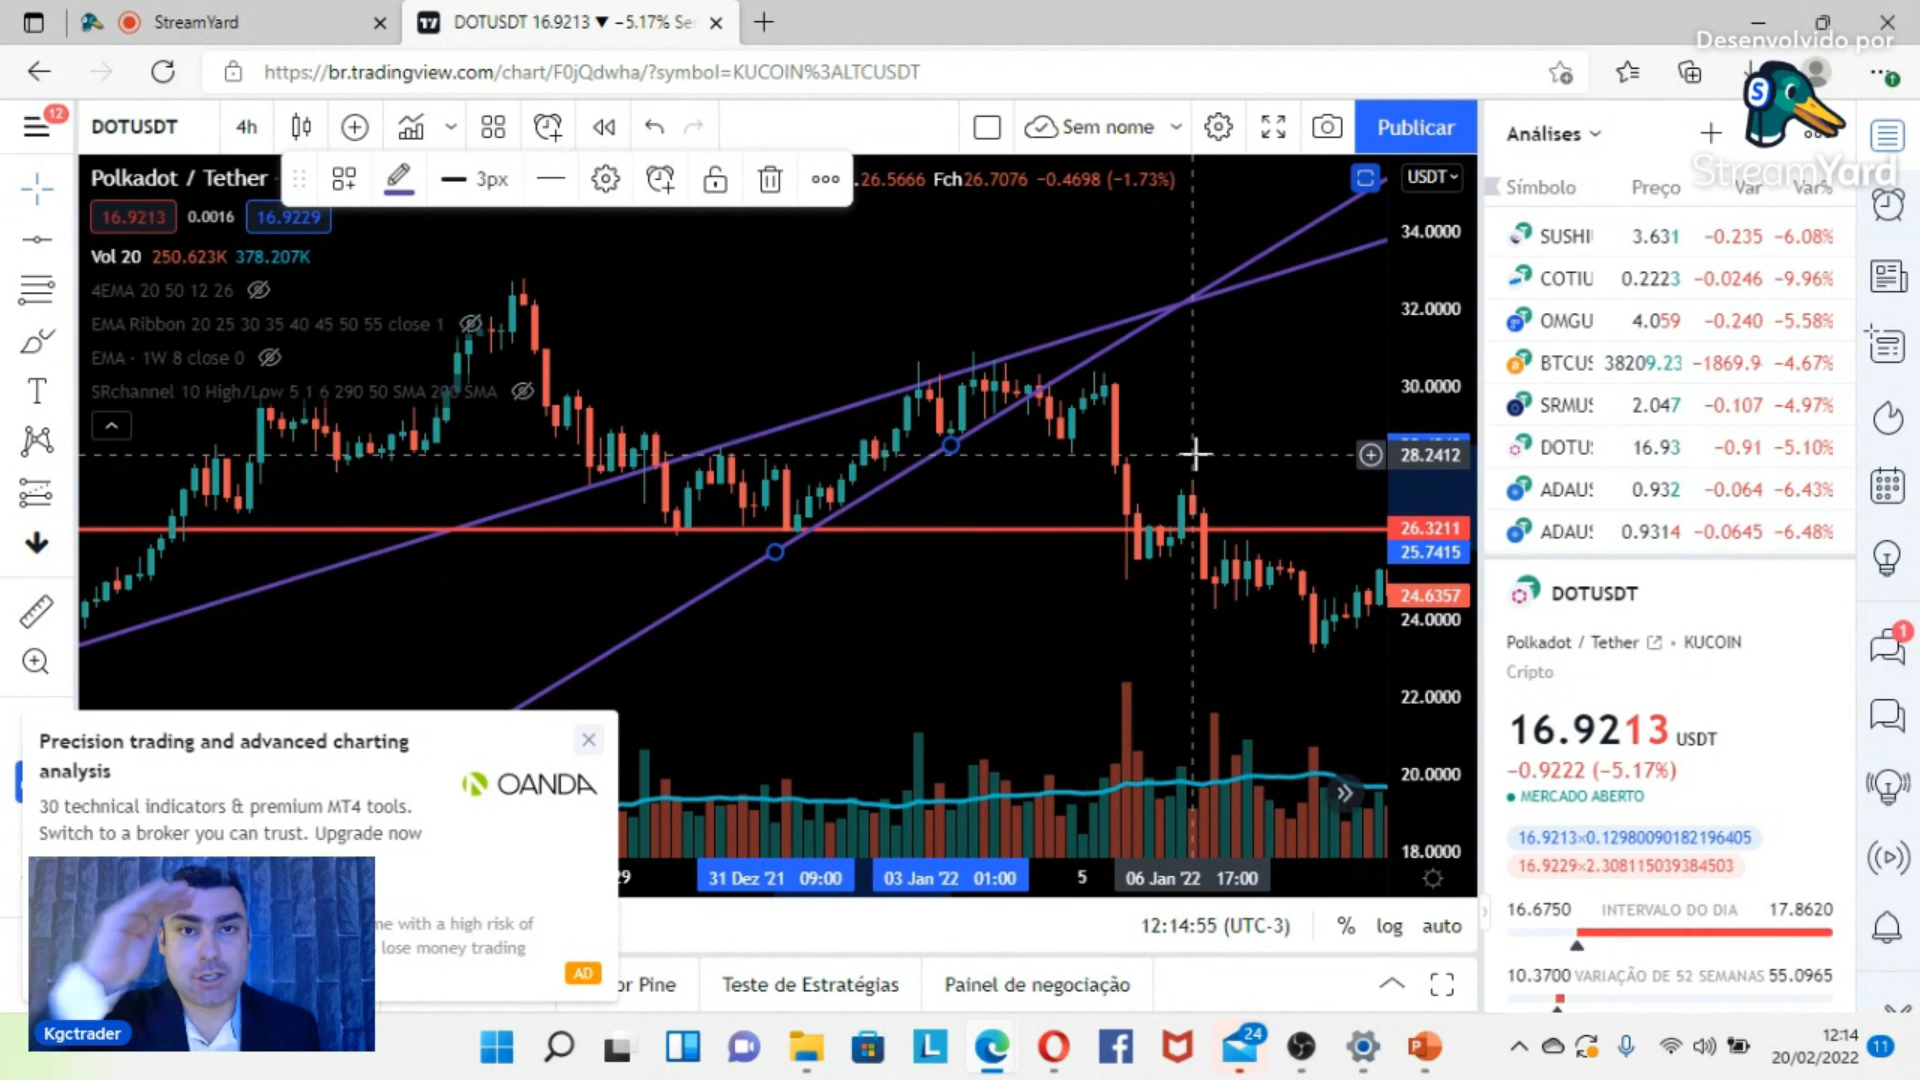 StreamYard
DOTUSDT 16.9213 ▼ −5.17% Se
Desenvolvido por
https://br.tradingview.com/chart/F0jQdwha/?symbol=KUCOIN%3ALTCUSDT
StreamYard
12
DOTUSDT
4h
Sem nome
Publicar
Análises
Polkadot / Tether
3px
26.5666 Fch26.7076 −0.4698 (−1.73%)
USDT
Símbolo Preço Var Var%
16.9213 0.0016 16.9229
Vol 20 250.623K 378.207K
4EMA 20 50 12 26
EMA Ribbon 20 25 30 35 40 45 50 55 close 1
EMA · 1W 8 close 0
SRchannel 10 High/Low 5 1 6 290 50 SMA 200 SMA
34.0000
32.0000
30.0000
28.2412
26.3211
25.7415
24.6357
24.0000
22.0000
20.0000
18.0000
SUSHI 3.631 −0.235 −6.08%
COTIU 0.2223 −0.0246 −9.96%
OMGU 4.059 −0.240 −5.58%
BTCUS 38209.23 −1869.9 −4.67%
SRMUS 2.047 −0.107 −4.97%
DOTU 16.93 −0.91 −5.10%
ADAUS 0.932 −0.064 −6.43%
ADAUS 0.9314 −0.0645 −6.48%
DOTUSDT
Polkadot / Tether • KUCOIN
Cripto
1
16.9213 USDT
−0.9222 (−5.17%)
MERCADO ABERTO
16.9213×0.12980090182196405
16.9229×2.308115039384503
16.6750 INTERVALO DO DIA 17.8620
10.3700 VARIAÇÃO DE 52 SEMANAS 55.0965
Precision trading and advanced charting
analysis
OANDA
30 technical indicators & premium MT4 tools.
Switch to a broker you can trust. Upgrade now
me with a high risk of
lose money trading
AD
29
31 Dez '21 09:00
03 Jan '22 01:00
5
06 Jan '22 17:00
12:14:55 (UTC-3)
%
log
auto
or Pine
Teste de Estratégias
Painel de negociação
Kgctrader
24
12:14
20/02/2022
11